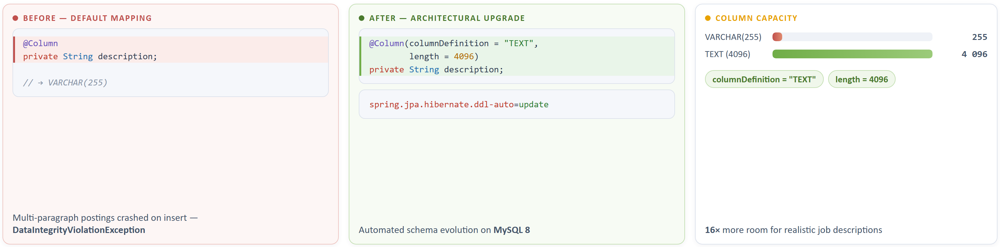 BEFORE — DEFAULT MAPPING
@Column
private String description;
// → VARCHAR(255)
Multi-paragraph postings crashed on insert —
DataIntegrityViolationException
AFTER — ARCHITECTURAL UPGRADE
@Column(columnDefinition = "TEXT",
length = 4096)
private String description;
spring.jpa.hibernate.ddl-auto=update
Automated schema evolution on MySQL 8
COLUMN CAPACITY
VARCHAR(255) 255
TEXT (4096) 4 096
columnDefinition = "TEXT" length = 4096
16× more room for realistic job descriptions